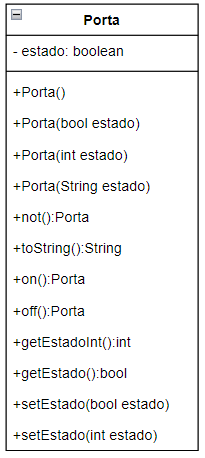 Porta
- estado: boolean
+Porta()
+Porta(bool estado)
+Porta(int estado)
+Porta(String estado)
+not():Porta
+toString():String
+on():Porta
+off():Porta
+getEstadoInt():int
+getEstado():bool
+setEstado(bool estado)
+setEstado(int estado)